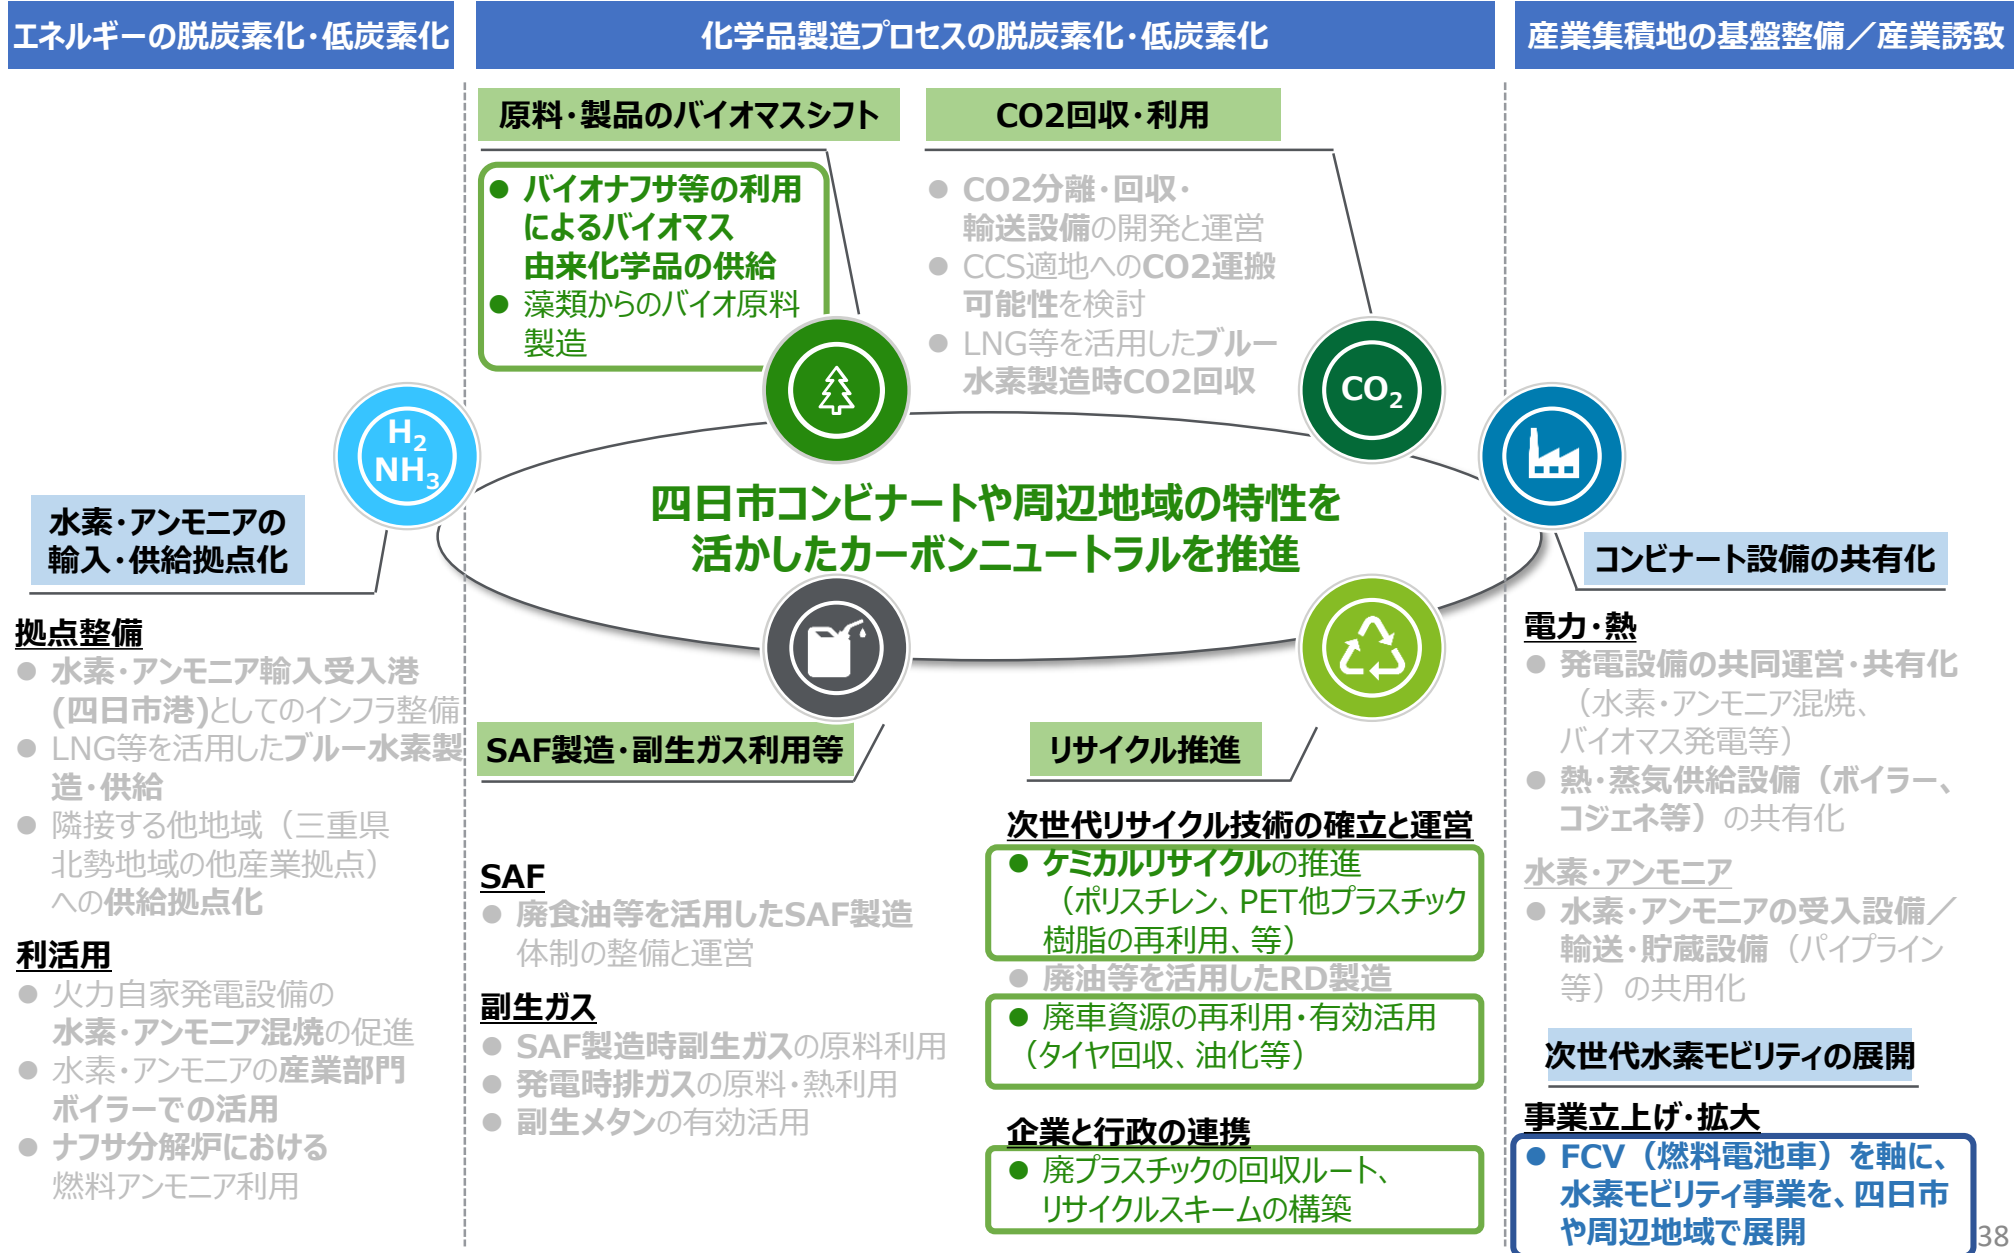 エネルギーの脱炭素化・低炭素化
化学品製造プロセスの脱炭素化・低炭素化
産業集積地の基盤整備／産業誘致
原料・製品のバイオマスシフト
● バイオナフサ等の利用
によるバイオマス
由来化学品の供給
● 藻類からのバイオ原料
製造
CO2回収・利用
● CO2分離・回収・
輸送設備の開発と運営
● CCS適地へのCO2運搬
可能性を検討
● LNG等を活用したブルー
水素製造時CO2回収
H2
NH3
CO2
四日市コンビナートや周辺地域の特性を
活かしたカーボンニュートラルを推進
水素・アンモニアの
輸入・供給拠点化
拠点整備
● 水素・アンモニア輸入受入港
(四日市港)としてのインフラ整備
● LNG等を活用したブルー水素製
造・供給
● 隣接する他地域（三重県
北勢地域の他産業拠点）
への供給拠点化
利活用
● 火力自家発電設備の
水素・アンモニア混焼の促進
● 水素・アンモニアの産業部門
ボイラーでの活用
● ナフサ分解炉における
燃料アンモニア利用
SAF製造・副生ガス利用等
SAF
● 廃食油等を活用したSAF製造
体制の整備と運営
副生ガス
● SAF製造時副生ガスの原料利用
● 発電時排ガスの原料・熱利用
● 副生メタンの有効活用
リサイクル推進
次世代リサイクル技術の確立と運営
● ケミカルリサイクルの推進
（ポリスチレン、PET他プラスチック
樹脂の再利用、等）
● 廃油等を活用したRD製造
● 廃車資源の再利用・有効活用
（タイヤ回収、油化等）
企業と行政の連携
● 廃プラスチックの回収ルート、
リサイクルスキームの構築
コンビナート設備の共有化
電力・熱
● 発電設備の共同運営・共有化
（水素・アンモニア混焼、
バイオマス発電等）
● 熱・蒸気供給設備（ボイラー、
コジェネ等）の共有化
水素・アンモニア
● 水素・アンモニアの受入設備／
輸送・貯蔵設備（パイプライン
等）の共用化
次世代水素モビリティの展開
事業立上げ・拡大
● FCV（燃料電池車）を軸に、
水素モビリティ事業を、四日市
や周辺地域で展開
38